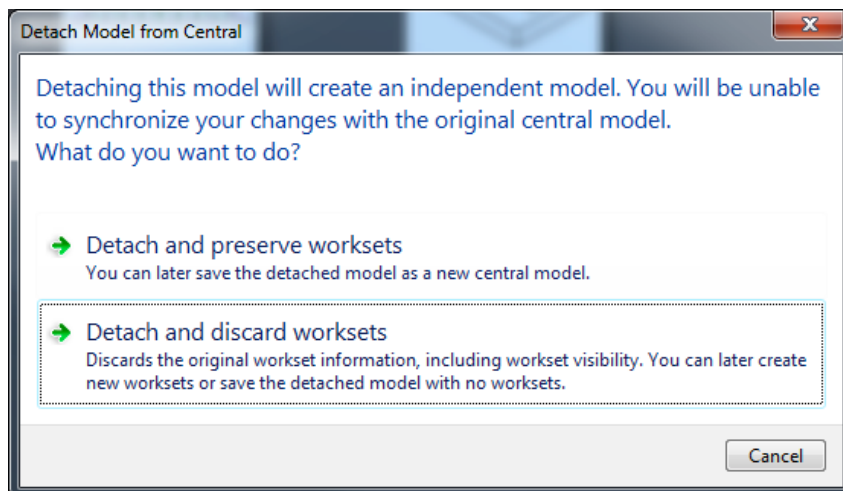 Detach Model from Central
Detaching this model will create an independent model. You will be unable
to synchronize your changes with the original central model.
What do you want to do?
Detach and preserve worksets
You can later save the detached model as a new central model.
Detach and discard worksets
Discards the original workset information, including workset visibility. You can later create
new worksets or save the detached model with no worksets.
Cancel